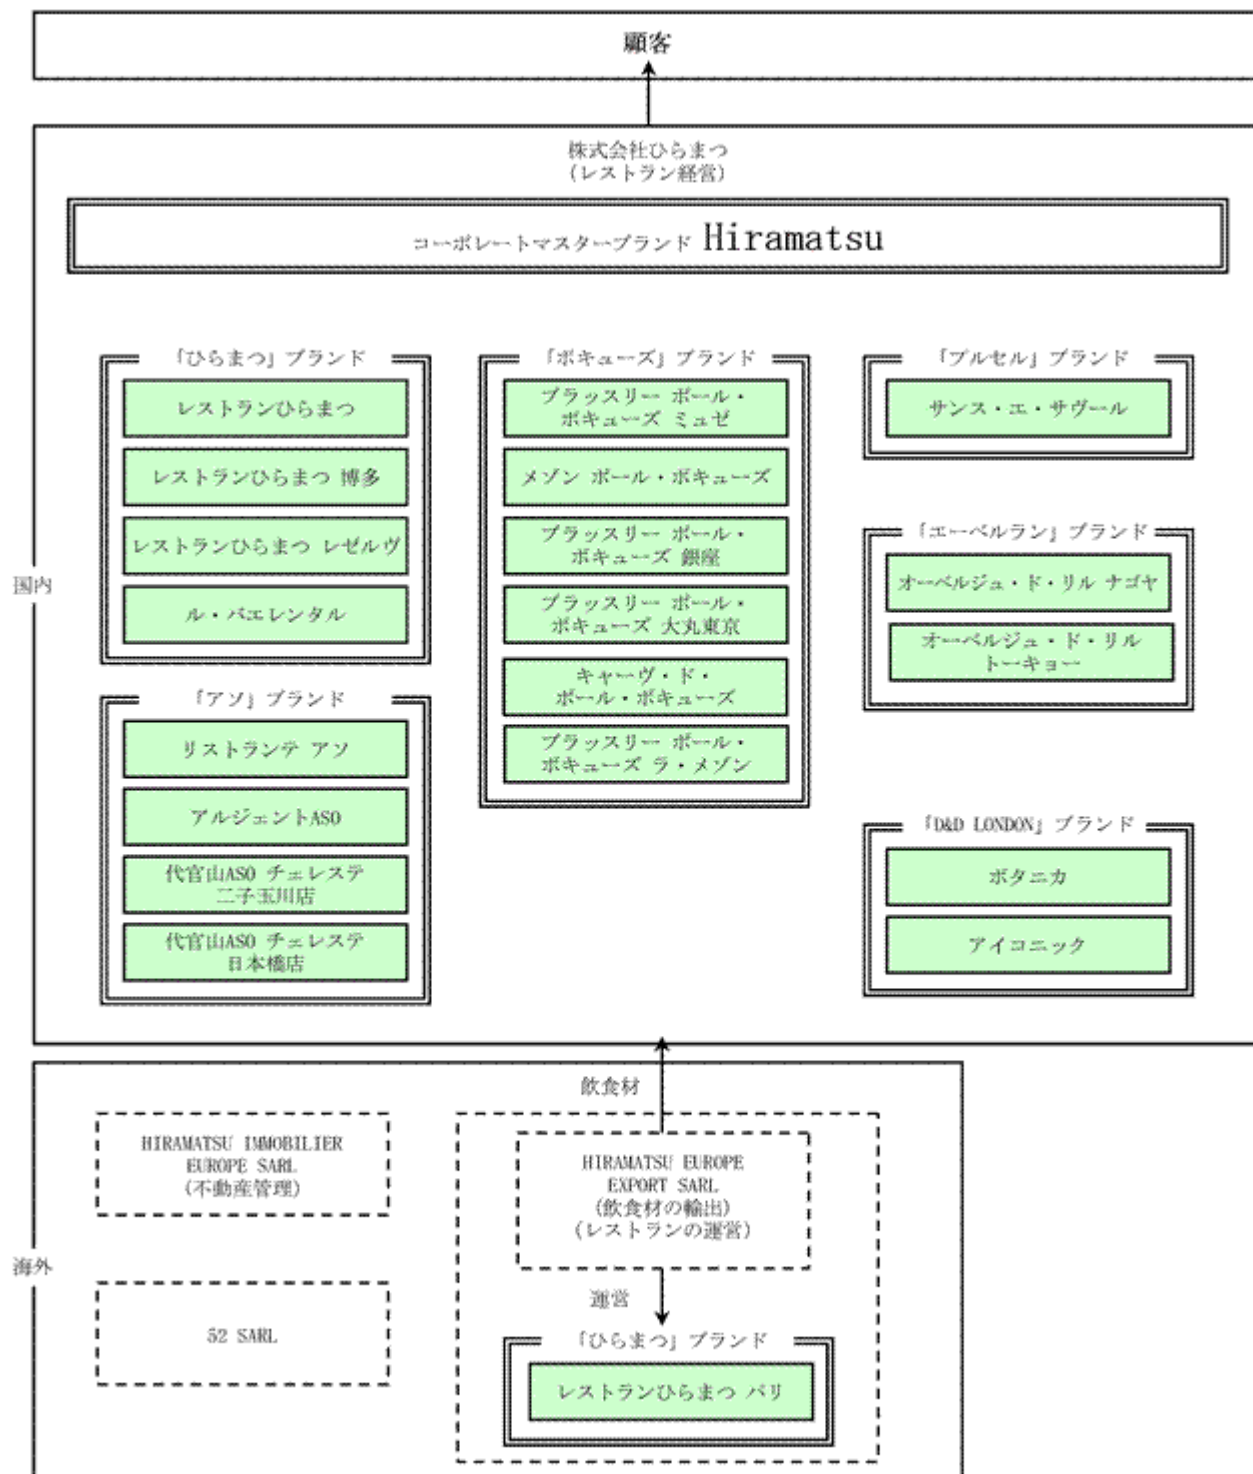 顧客
株式会社ひらまつ
(レストラン経営)
コーポレートマスターブランド Hiramatsu
国内
「ひらまつ」ブランド
レストランひらまつ
レストランひらまつ 博多
レストランひらまつ レゼルヴ
ル・バエレンタル
「アソ」ブランド
リストランテ アソ
アルジェントASO
代官山ASO チェレステ
二子玉川店
代官山ASO チェレステ
日本橋店
「ボキューズ」ブランド
ブラッスリー ポール・
ボキューズ ミュゼ
メゾン ポール・ボキューズ
ブラッスリー ポール・
ボキューズ 銀座
ブラッスリー ポール・
ボキューズ 大丸東京
キャーヴ・ド・
ポール・ボキューズ
ブラッスリー ポール・
ボキューズ ラ・メゾン
「プルセル」ブランド
サンス・エ・サヴール
「エーベルラン」ブランド
オーベルジュ・ド・リル ナゴヤ
オーベルジュ・ド・リル
トーキョー
「D&D LONDON」ブランド
ボタニカ
アイコニック
海外
HIRAMATSU IMMOBILIER
EUROPE SARL
(不動産管理)
52 SARL
飲食材
HIRAMATSU EUROPE
EXPORT SARL
(飲食材の輸出)
(レストランの運営)
運営
「ひらまつ」ブランド
レストランひらまつ パリ